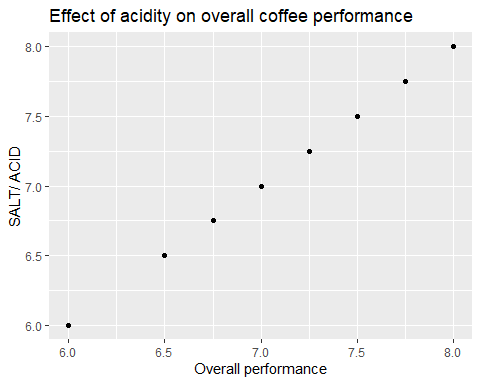 Effect of acidity on overall coffee performance
8.0
7.5
7.0
6.5
6.0
SALT/ ACID
6.0 6.5 7.0 7.5 8.0
Overall performance